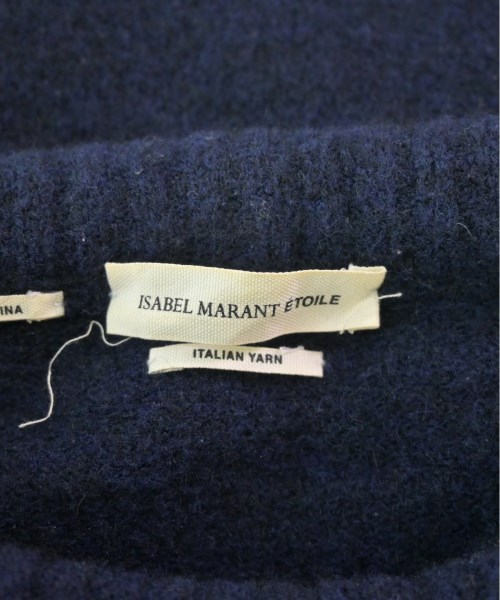 INA
ISABEL MARANT ÉTOILE
ITALIAN YARN